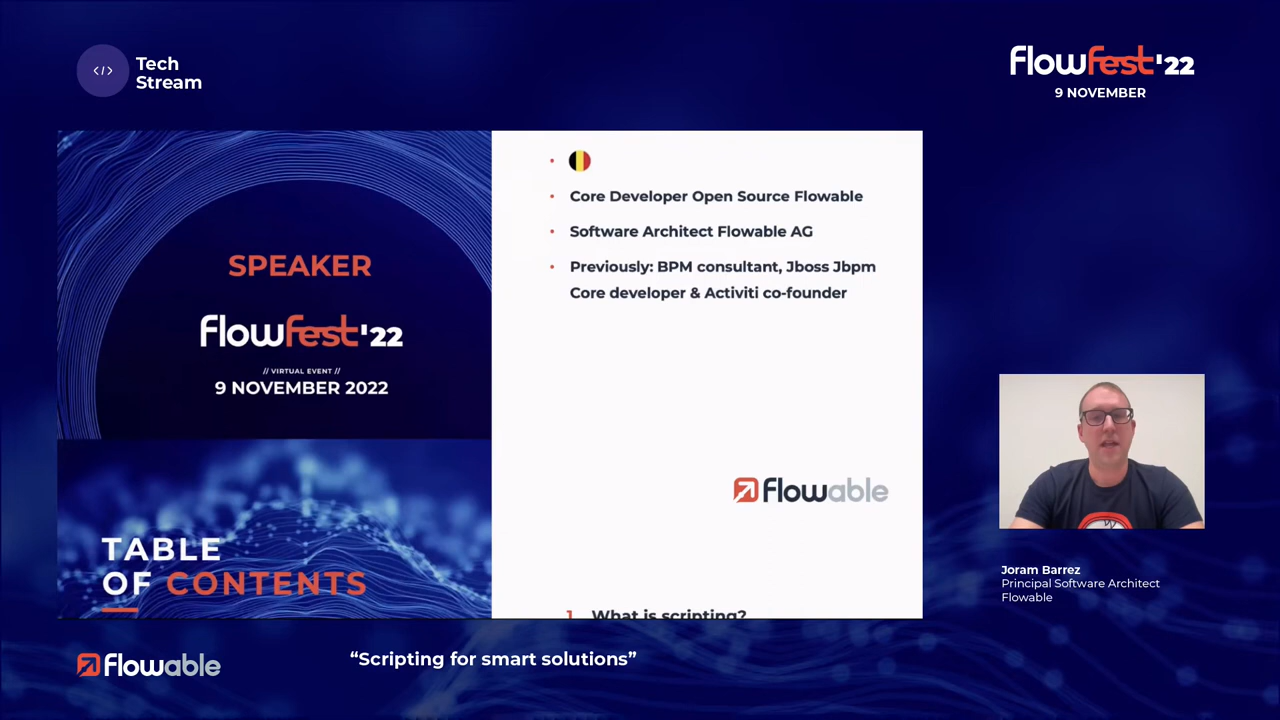 </>
Tech
Stream
flowfest'22
9 NOVEMBER
SPEAKER
flowfest'22
// VIRTUAL EVENT //
9 NOVEMBER 2022
• Core Developer Open Source Flowable
• Software Architect Flowable AG
• Previously: BPM consultant, Jboss Jbpm
Core developer & Activiti co-founder
flowable
TABLE
OF CONTENTS
1. What is scripting?
Joram Barrez
Principal Software Architect
Flowable
flowable
“Scripting for smart solutions”